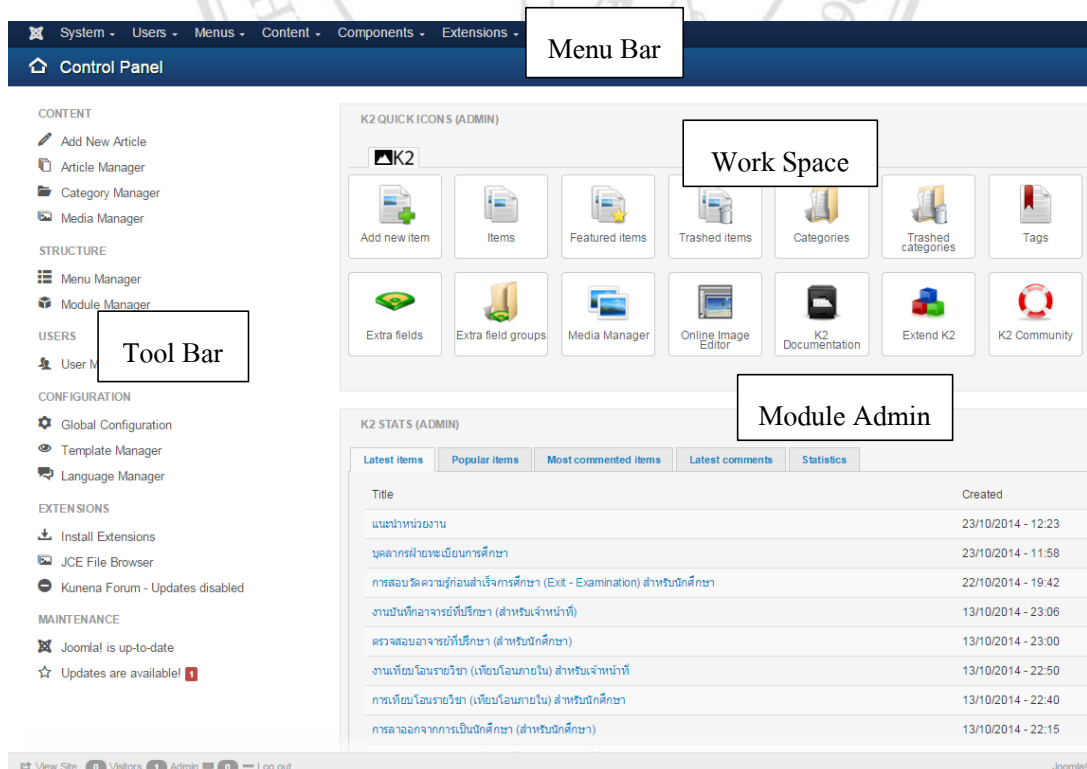 System Users Menus Content Components Extensions
Menu Bar
Control Panel
CONTENT
Add New Article
Article Manager
Category Manager
Media Manager
STRUCTURE
Menu Manager
Module Manager
USERS
Tool Bar
User M
CONFIGURATION
Global Configuration
Template Manager
Language Manager
EXTENSIONS
Install Extensions
JCE File Browser
Kunena Forum - Updates disabled
MAINTENANCE
Joomla! is up-to-date
Updates are available! 1
K2 QUICK ICONS (ADMIN)
K2
Work Space
Add new item
Items
Featured items
Trashed items
Categories
Trashed categories
Tags
Extra fields
Extra field groups
Media Manager
Online Image Editor
K2 Documentation
Extend K2
K2 Community
Module Admin
K2 STATS (ADMIN)
Latest items Popular items Most commented items Latest comments Statistics
Title Created
แนะนำหน่วยงาน 23/10/2014 - 12:23
บุคลากรฝ่ายทะเบียนการศึกษา 23/10/2014 - 11:58
การสอบวัดความรู้ก่อนสำเร็จการศึกษา (Exit - Examination) สำหรับนักศึกษา 22/10/2014 - 19:42
งานบันทึกอาจารย์ที่ปรึกษา (สำหรับเจ้าหน้าที่) 13/10/2014 - 23:06
ตรวจสอบอาจารย์ที่ปรึกษา (สำหรับนักศึกษา) 13/10/2014 - 23:00
งานเทียบโอนรายวิชา (เทียบโอนภายใน) สำหรับเจ้าหน้าที่ 13/10/2014 - 22:50
การเทียบโอนรายวิชา (เทียบโอนภายใน) สำหรับนักศึกษา 13/10/2014 - 22:40
การลาออกจากการเป็นนักศึกษา (สำหรับนักศึกษา) 13/10/2014 - 22:15
View Site 0 Visitors 1 Admin 0 Log out Joomla!